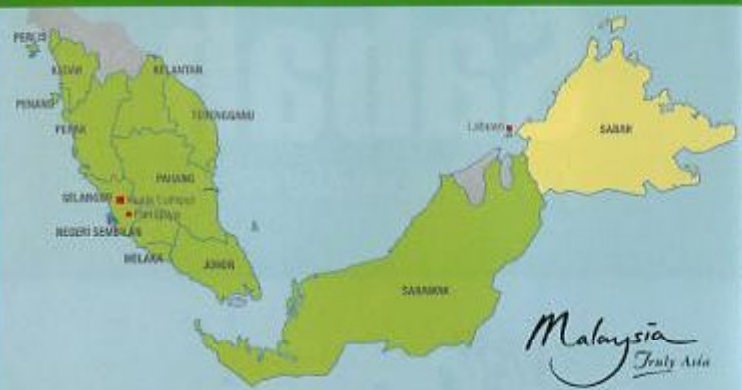 PERLIS
KEDAH
KELANTAN
PENANG
TERENGGANU
PERAK
Labuan
SABAH
PAHANG
SELANGOR
Kuala Lumpur
Putrajaya
NEGERI SEMBILAN
MELAKA
JOHOR
SARAWAK
Malaysia
Truly Asia